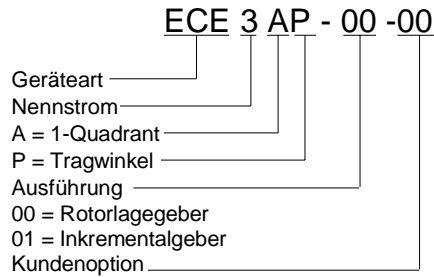 ECE 3 AP - 00 -00
Geräteart
Nennstrom
A = 1-Quadrant
P = Tragwinkel
Ausführung
00 = Rotorlagegeber
01 = Inkrementalgeber
Kundenoption